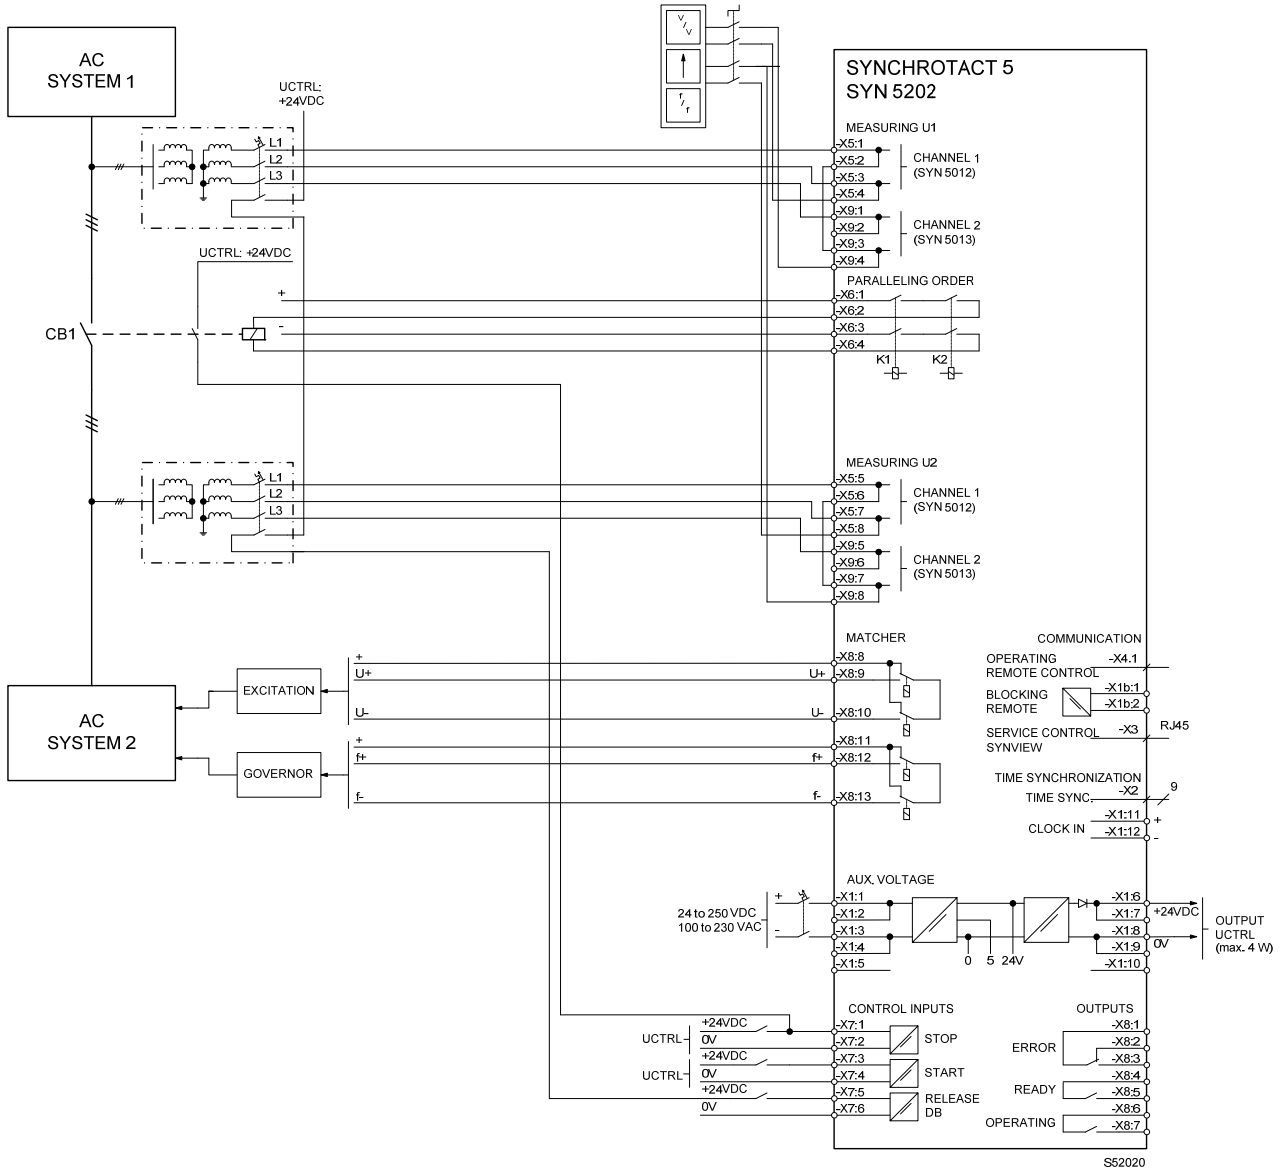 AC
SYSTEM 1
UCTRL:
+24VDC
L1
L2
L3
UCTRL: +24VDC
CB1
+
-
L1
L2
L3
AC
SYSTEM 2
EXCITATION
GOVERNOR
+
U+
U-
+
f+
f-
V/V
f/f
SYNCHROTACT 5
SYN 5202
MEASURING U1
-X5:1
-X5:2
-X5:3
-X5:4
CHANNEL 1
(SYN 5012)
-X9:1
-X9:2
-X9:3
-X9:4
CHANNEL 2
(SYN 5013)
PARALLELING ORDER
-X6:1
-X6:2
-X6:3
-X6:4
K1
K2
MEASURING U2
-X5:5
-X5:6
-X5:7
-X5:8
CHANNEL 1
(SYN 5012)
-X9:5
-X9:6
-X9:7
-X9:8
CHANNEL 2
(SYN 5013)
MATCHER
-X8:8
U+ -X8:9
U- -X8:10
-X8:11
f+ -X8:12
f- -X8:13
COMMUNICATION
OPERATING
REMOTE CONTROL
-X4.1
BLOCKING
REMOTE
-X1b:1
-X1b:2
SERVICE CONTROL
SYNVIEW
-X3
RJ45
TIME SYNCHRONIZATION
TIME SYNC.
-X2
9
CLOCK IN
-X1:11
+
-X1:12
-
AUX. VOLTAGE
24 to 250 VDC
100 to 230 VAC
+
-
-X1:1
-X1:2
-X1:3
-X1:4
-X1:5
0 5 24V
-X1:6
-X1:7
-X1:8
-X1:9
-X1:10
+24VDC
0V
OUTPUT
UCTRL
(max. 4 W)
CONTROL INPUTS
UCTRL
+24VDC
0V
-X7:1
-X7:2
STOP
UCTRL
+24VDC
0V
-X7:3
-X7:4
START
+24VDC
0V
-X7:5
-X7:6
RELEASE
DB
OUTPUTS
ERROR
-X8:1
-X8:2
-X8:3
READY
-X8:4
-X8:5
OPERATING
-X8:6
-X8:7
S52020